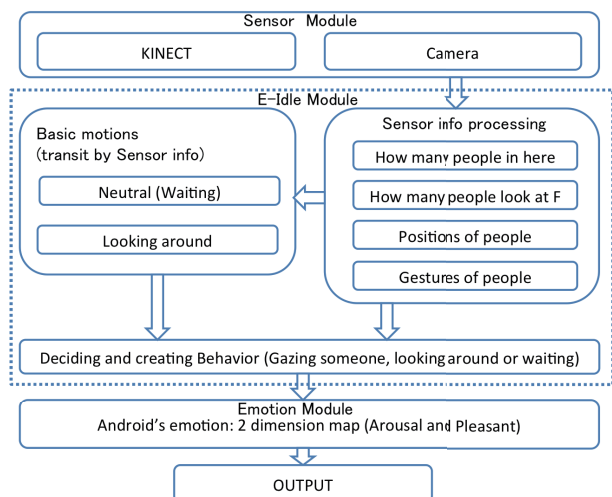 Sensor Module
KINECT
Camera
E-Idle Module
Basic motions
(transit by Sensor info)
Neutral (Waiting)
Looking around
Sensor info processing
How many people in here
How many people look at F
Positions of people
Gestures of people
Deciding and creating Behavior (Gazing someone, looking around or waiting)
Emotion Module
Android's emotion: 2 dimension map (Arousal and Pleasant)
OUTPUT